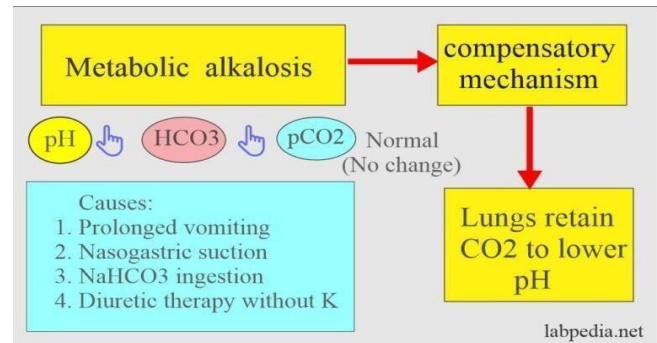 Metabolic alkalosis
compensatory
mechanism
pH HCO3 pCO2 Normal
(No change)
Causes:
1. Prolonged vomiting
2. Nasogastric suction
3. NaHCO3 ingestion
4. Diuretic therapy without K
Lungs retain
CO2 to lower
pH
labpedia.net